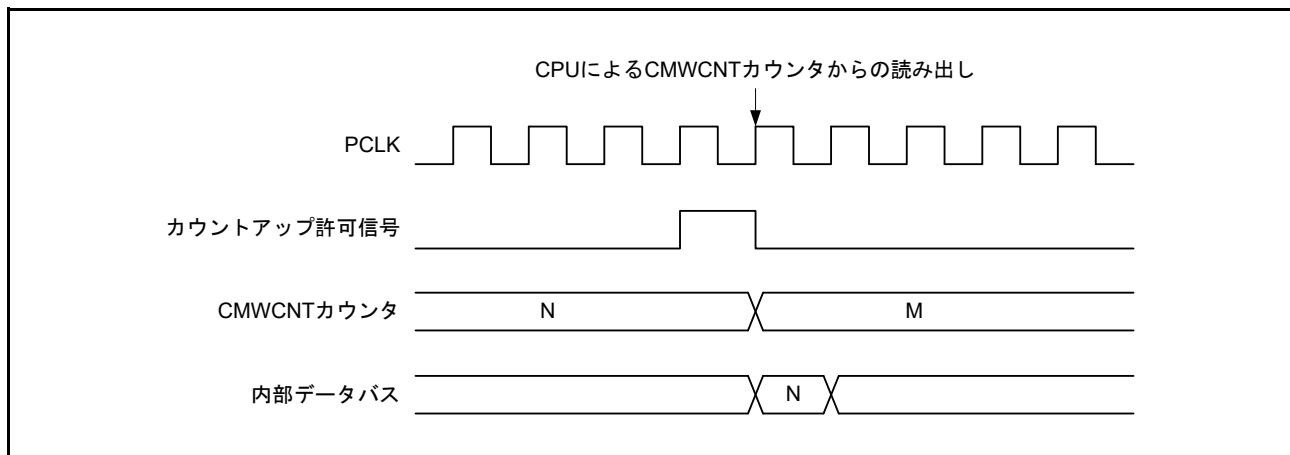 CPUによるCMWCNTカウンタからの読み出し
PCLK
カウントアップ許可信号
CMWCNTカウンタ
N
M
内部データバス
N